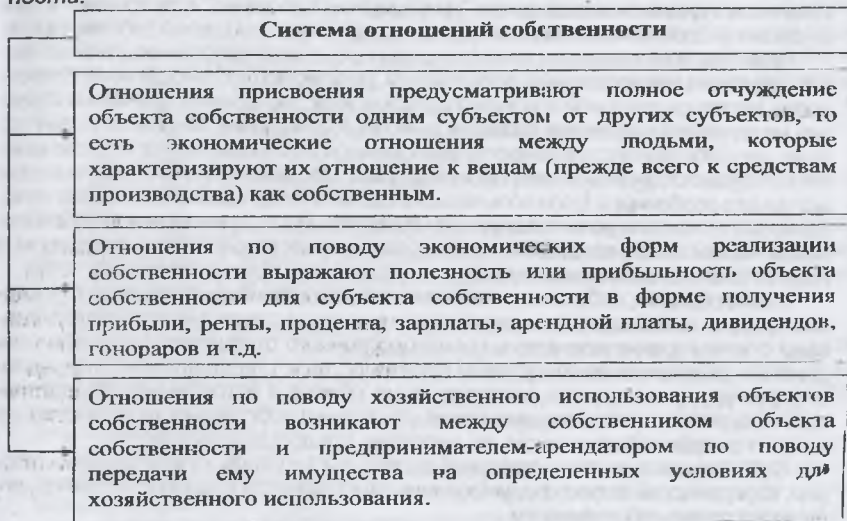 Система отношений собственности
Отношения присвоения предусматривают полное отчуждение
объекта собственности одним субъектом от других субъектов, то
есть экономические отношения между людьми, которые
характеризируют их отношение к вещам (прежде всего к средствам
производства) как собственным.
Отношения по поводу экономических форм реализации
собственности выражают полезность или прибыльность объекта
собственности для субъекта собственности в форме получения
прибыли, ренты, процента, зарплаты, арендной платы, дивидендов,
гонораров и т.д.
Отношения по поводу хозяйственного использования объектов
собственности возникают между собственником объекта
собственности и предпринимателем-арендатором по поводу
передачи ему имущества на определенных условиях для
хозяйственного использования.